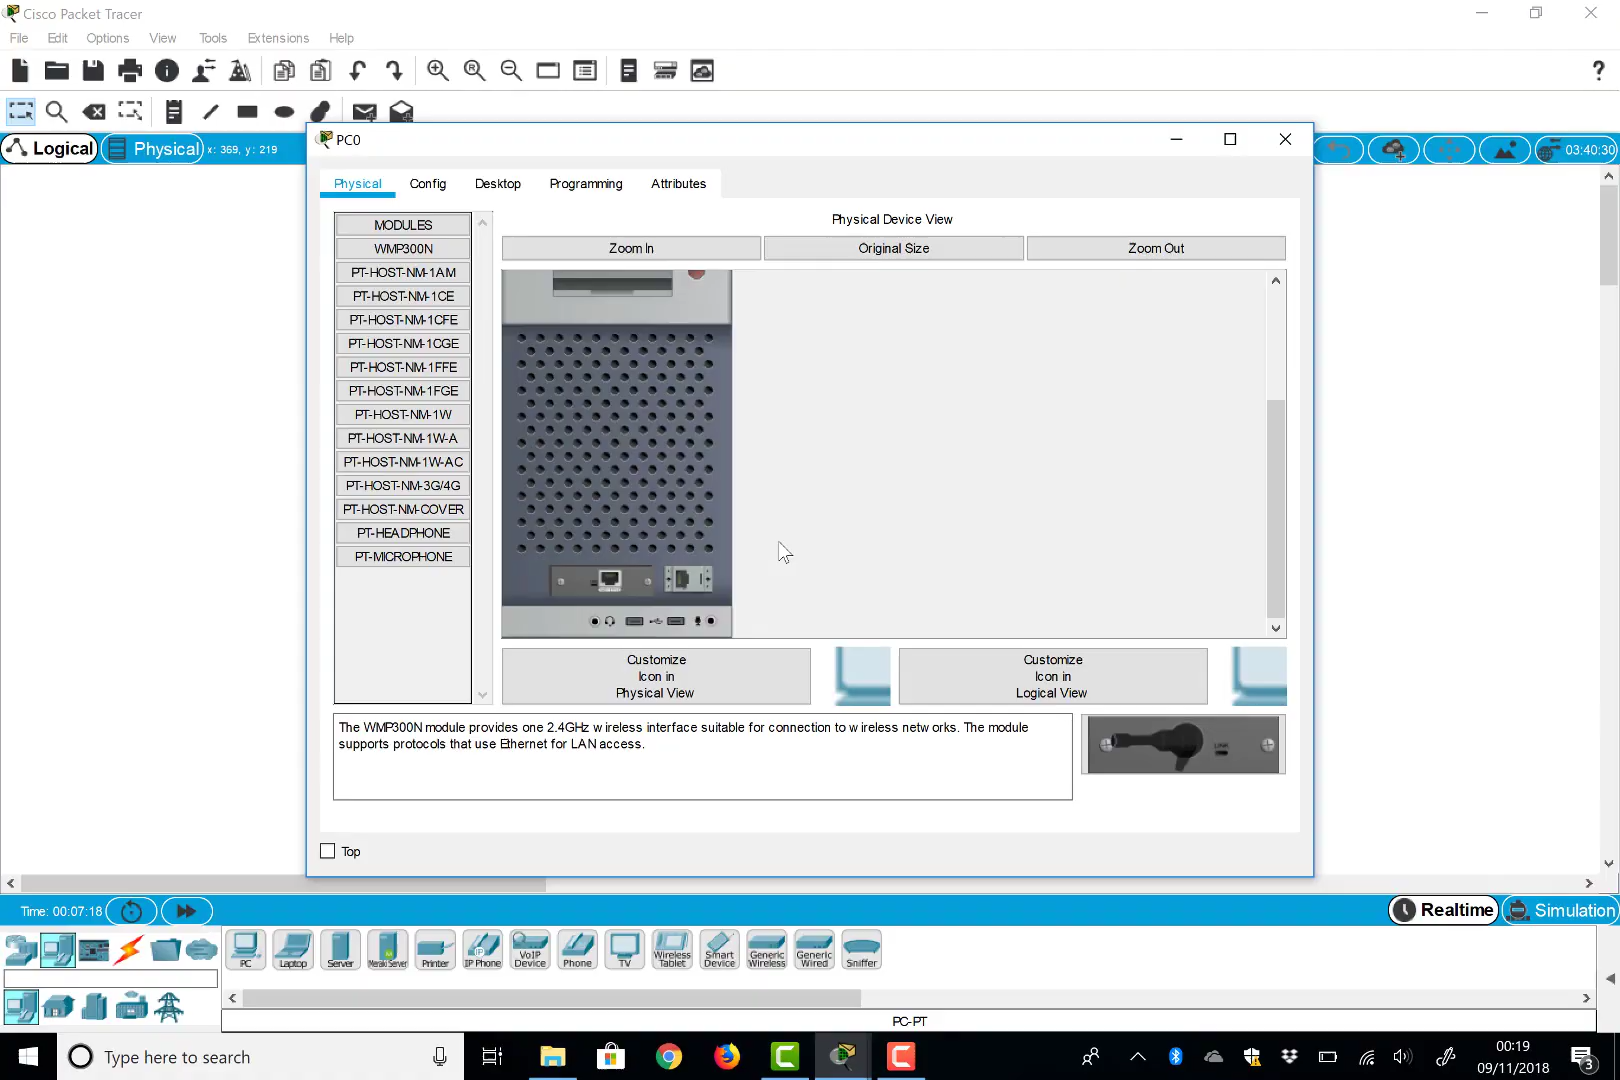 Cisco Packet Tracer
File Edit Options View Tools Extensions Help
Logical Physical x: 369, y: 219
03:40:30
PC0
Physical Config Desktop Programming Attributes
MODULES
WMP300N
PT-HOST-NM-1AM
PT-HOST-NM-1CE
PT-HOST-NM-1CFE
PT-HOST-NM-1CGE
PT-HOST-NM-1FFE
PT-HOST-NM-1FGE
PT-HOST-NM-1W
PT-HOST-NM-1W-A
PT-HOST-NM-1W-AC
PT-HOST-NM-3G/4G
PT-HOST-NM-COVER
PT-HEADPHONE
PT-MICROPHONE
Physical Device View
Zoom In Original Size Zoom Out
Customize
Icon in
Physical View
Customize
Icon in
Logical View
The WMP300N module provides one 2.4GHz wireless interface suitable for connection to wireless networks. The module
supports protocols that use Ethernet for LAN access.
LINK
Top
Time: 00:07:18
Realtime Simulation
PC
Laptop
Server
Meraki Server
Printer
IP Phone
VoIP
Device
Phone
TV
Wireless
Tablet
Smart
Device
Generic
Wireless
Generic
Wired
Sniffer
PC-PT
Type here to search
00:19
09/11/2018
3